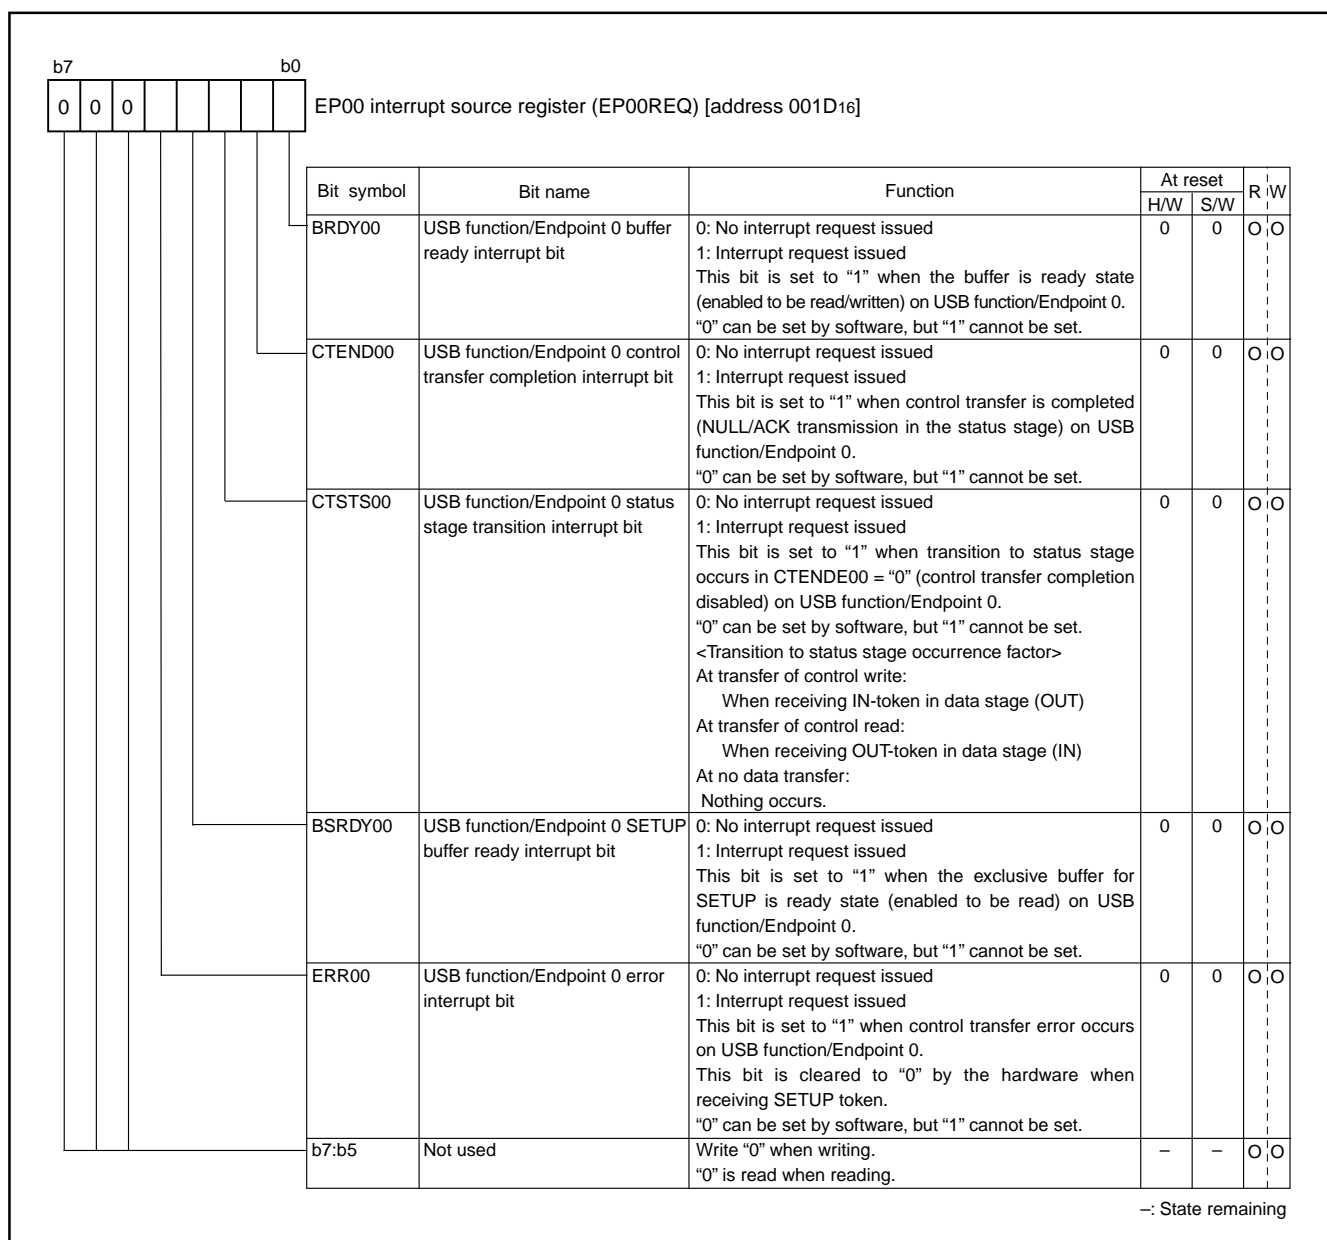 b7 b0
0 0 0 EP00 interrupt source register (EP00REQ) [address 001D16]
Bit symbol Bit name Function At reset R W
H/W S/W
BRDY00 USB function/Endpoint 0 buffer 0: No interrupt request issued 0 0 O O
ready interrupt bit 1: Interrupt request issued
This bit is set to “1” when the buffer is ready state
(enabled to be read/written) on USB function/Endpoint 0.
“0” can be set by software, but “1” cannot be set.
CTEND00 USB function/Endpoint 0 control 0: No interrupt request issued 0 0 O O
transfer completion interrupt bit 1: Interrupt request issued
This bit is set to “1” when control transfer is completed
(NULL/ACK transmission in the status stage) on USB
function/Endpoint 0.
“0” can be set by software, but “1” cannot be set.
CTSTS00 USB function/Endpoint 0 status 0: No interrupt request issued 0 0 O O
stage transition interrupt bit 1: Interrupt request issued
This bit is set to “1” when transition to status stage
occurs in CTENDE00 = “0” (control transfer completion
disabled) on USB function/Endpoint 0.
“0” can be set by software, but “1” cannot be set.
<Transition to status stage occurrence factor>
At transfer of control write:
When receiving IN-token in data stage (OUT)
At transfer of control read:
When receiving OUT-token in data stage (IN)
At no data transfer:
Nothing occurs.
BSRDY00 USB function/Endpoint 0 SETUP 0: No interrupt request issued 0 0 O O
buffer ready interrupt bit 1: Interrupt request issued
This bit is set to “1” when the exclusive buffer for
SETUP is ready state (enabled to be read) on USB
function/Endpoint 0.
“0” can be set by software, but “1” cannot be set.
ERR00 USB function/Endpoint 0 error 0: No interrupt request issued 0 0 O O
interrupt bit 1: Interrupt request issued
This bit is set to “1” when control transfer error occurs
on USB function/Endpoint 0.
This bit is cleared to “0” by the hardware when
receiving SETUP token.
“0” can be set by software, but “1” cannot be set.
b7:b5 Not used Write “0” when writing. – – O O
“0” is read when reading.
–: State remaining